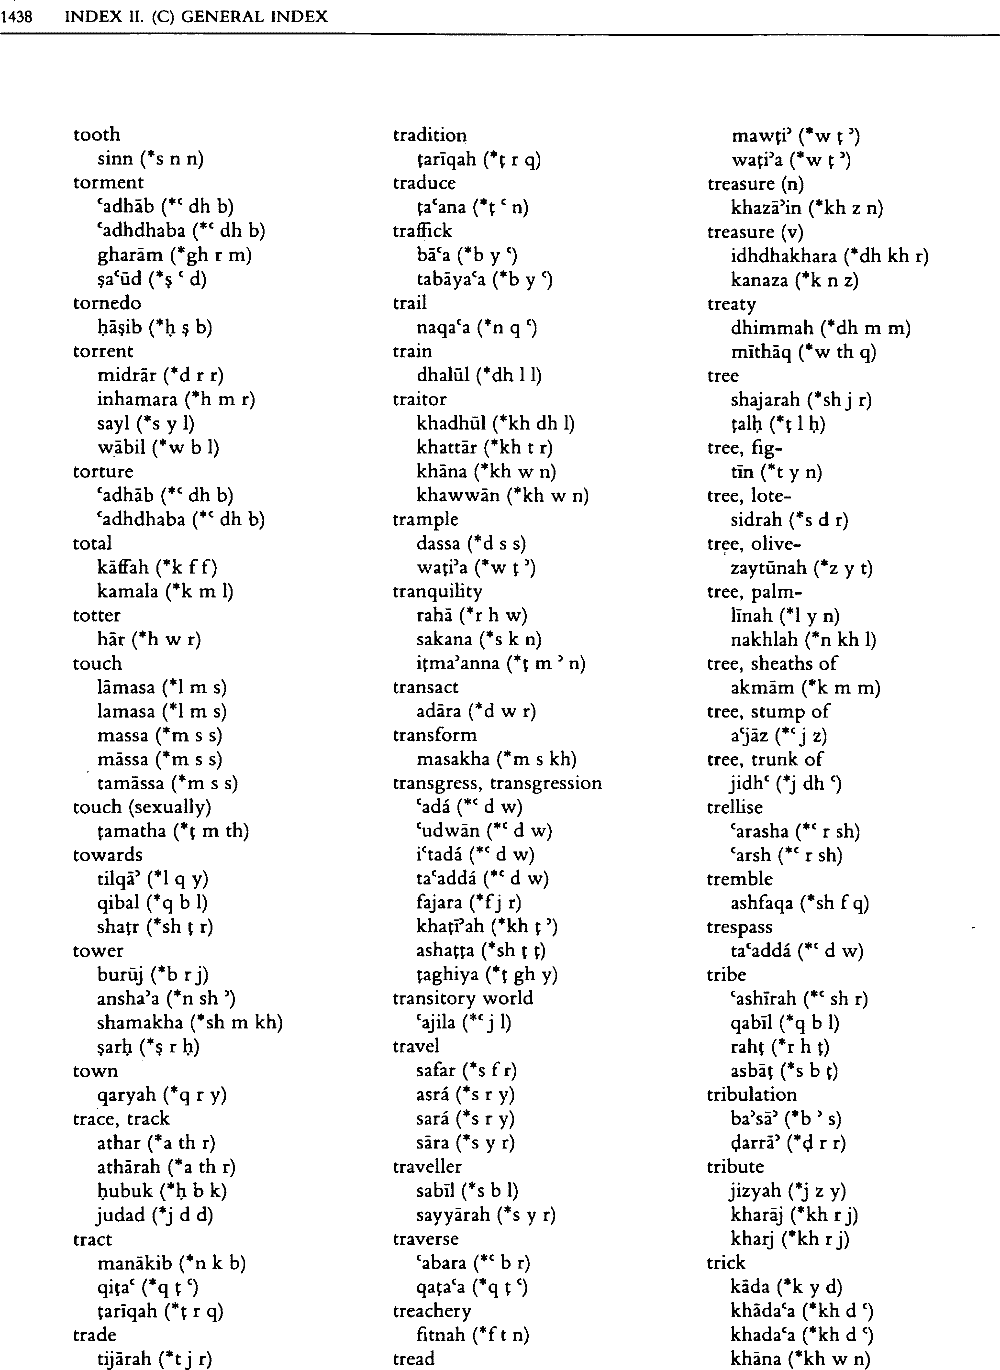 1438 INDEX II. (C) GENERAL INDEX
tooth
sinn (*s n n)
torment
ʿadhāb (*ʿ dh b)
ʿadhdhaba (*ʿ dh b)
gharām (*gh r m)
ṣaʿūd (*ṣ ʿ d)
tornedo
ḥāṣib (*ḥ ṣ b)
torrent
midrār (*d r r)
inhamara (*h m r)
sayl (*s y l)
wābil (*w b l)
torture
ʿadhāb (*ʿ dh b)
ʿadhdhaba (*ʿ dh b)
total
kāffah (*k f f)
kamala (*k m l)
totter
hār (*h w r)
touch
lāmasa (*l m s)
lamasa (*l m s)
massa (*m s s)
māssa (*m s s)
tamāssa (*m s s)
touch (sexually)
ṭamatha (*ṭ m th)
towards
tilqāʾ (*l q y)
qibal (*q b l)
shaṭr (*sh ṭ r)
tower
burūj (*b r j)
anshaʾa (*n sh ʾ)
shamakha (*sh m kh)
ṣarḥ (*ṣ r ḥ)
town
qaryah (*q r y)
trace, track
athar (*a th r)
athārah (*a th r)
ḥubuk (*ḥ b k)
judad (*j d d)
tract
manākib (*n k b)
qiṭaʿ (*q ṭ ʿ)
ṭarīqah (*ṭ r q)
trade
tijārah (*t j r)
tradition
ṭarīqah (*ṭ r q)
traduce
ṭaʿana (*ṭ ʿ n)
traffick
bāʿa (*b y ʿ)
tabāyaʿa (*b y ʿ)
trail
naqaʿa (*n q ʿ)
train
dhalūl (*dh l l)
traitor
khadhūl (*kh dh l)
khattār (*kh t r)
khāna (*kh w n)
khawwān (*kh w n)
trample
dassa (*d s s)
waṭiʾa (*w ṭ ʾ)
tranquility
rahā (*r h w)
sakana (*s k n)
iṭmaʾanna (*ṭ m ʾ n)
transact
adāra (*d w r)
transform
masakha (*m s kh)
transgress, transgression
ʿadá (*ʿ d w)
ʿudwān (*ʿ d w)
iʿtadá (*ʿ d w)
taʿaddá (*ʿ d w)
fajara (*f j r)
khaṭīʾah (*kh ṭ ʾ)
ashaṭṭa (*sh ṭ ṭ)
ṭaghiya (*ṭ gh y)
transitory world
ʿajila (*ʿ j l)
travel
safar (*s f r)
asrá (*s r y)
sará (*s r y)
sāra (*s y r)
traveller
sabīl (*s b l)
sayyārah (*s y r)
traverse
ʿabara (*ʿ b r)
qaṭaʿa (*q ṭ ʿ)
treachery
fitnah (*f t n)
tread
mawṭiʾ (*w ṭ ʾ)
waṭiʾa (*w ṭ ʾ)
treasure (n)
khazāʾin (*kh z n)
treasure (v)
idhdhakhara (*dh kh r)
kanaza (*k n z)
treaty
dhimmah (*dh m m)
mīthāq (*w th q)
tree
shajarah (*sh j r)
ṭalḥ (*ṭ l ḥ)
tree, fig-
tīn (*t y n)
tree, lote-
sidrah (*s d r)
tree, olive-
zaytūnah (*z y t)
tree, palm-
līnah (*l y n)
nakhlah (*n kh l)
tree, sheaths of
akmām (*k m m)
tree, stump of
aʿjāz (*ʿ j z)
tree, trunk of
jidhʿ (*j dh ʿ)
trellise
ʿarasha (*ʿ r sh)
ʿarsh (*ʿ r sh)
tremble
ashfaqa (*sh f q)
trespass
taʿaddá (*ʿ d w)
tribe
ʿashīrah (*ʿ sh r)
qabīl (*q b l)
rahṭ (*r h ṭ)
asbāṭ (*s b ṭ)
tribulation
baʾsāʾ (*b ʾ s)
ḍarrāʾ (*ḍ r r)
tribute
jizyah (*j z y)
kharāj (*kh r j)
kharj (*kh r j)
trick
kāda (*k y d)
khādaʿa (*kh d ʿ)
khadaʿa (*kh d ʿ)
khāna (*kh w n)